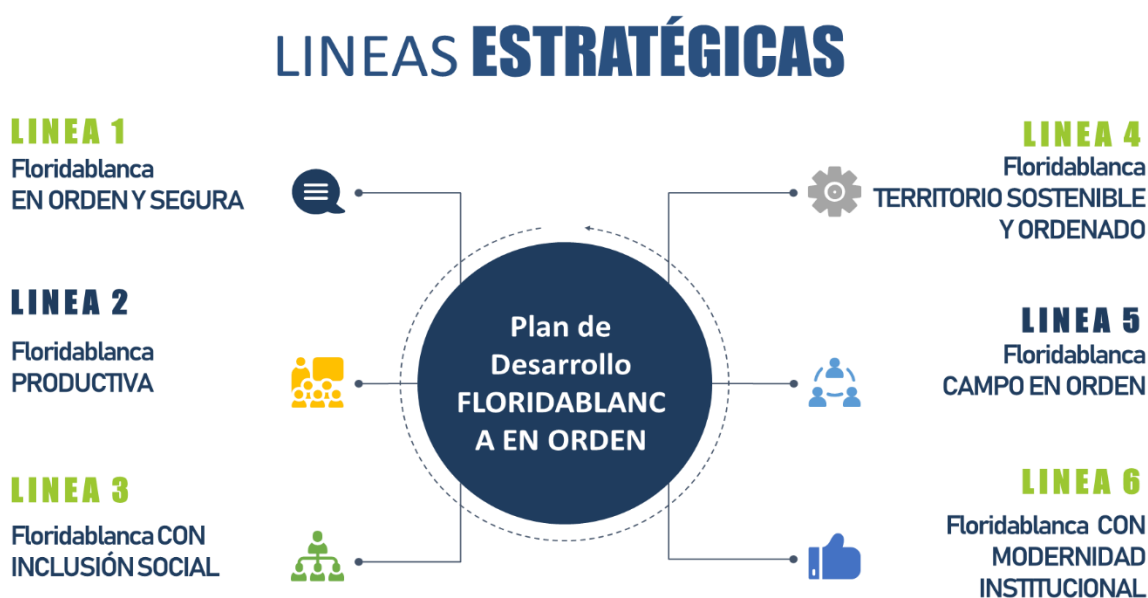 LINEAS ESTRATÉGICAS
LINEA 1
Floridablanca
EN ORDEN Y SEGURA
LINEA 2
Floridablanca
PRODUCTIVA
LINEA 3
Floridablanca CON
INCLUSIÓN SOCIAL
Plan de
Desarrollo
FLORIDABLANC
A EN ORDEN
LINEA 4
Floridablanca
TERRITORIO SOSTENIBLE
Y ORDENADO
LINEA 5
Floridablanca
CAMPO EN ORDEN
LINEA 6
Floridablanca CON
MODERNIDAD
INSTITUCIONAL